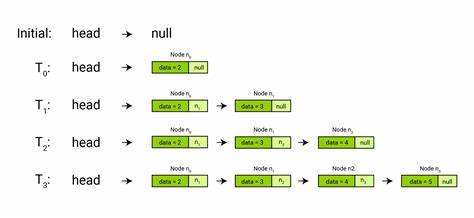 Initial: head null
Node n₀
T₀: head data = 2 null
Node n₀ Node n₁
T₁: head data = 2 n₁ data = 3 null
Node n₀ Node n₁ Node n₂
T₂: head data = 2 n₁ data = 3 n₂ data = 4 null
Node n₀ Node n₁ Node n2 Node n₃
T₃: head data = 2 n₁ data = 3 n₂ data = 4 n₃ data = 5 null